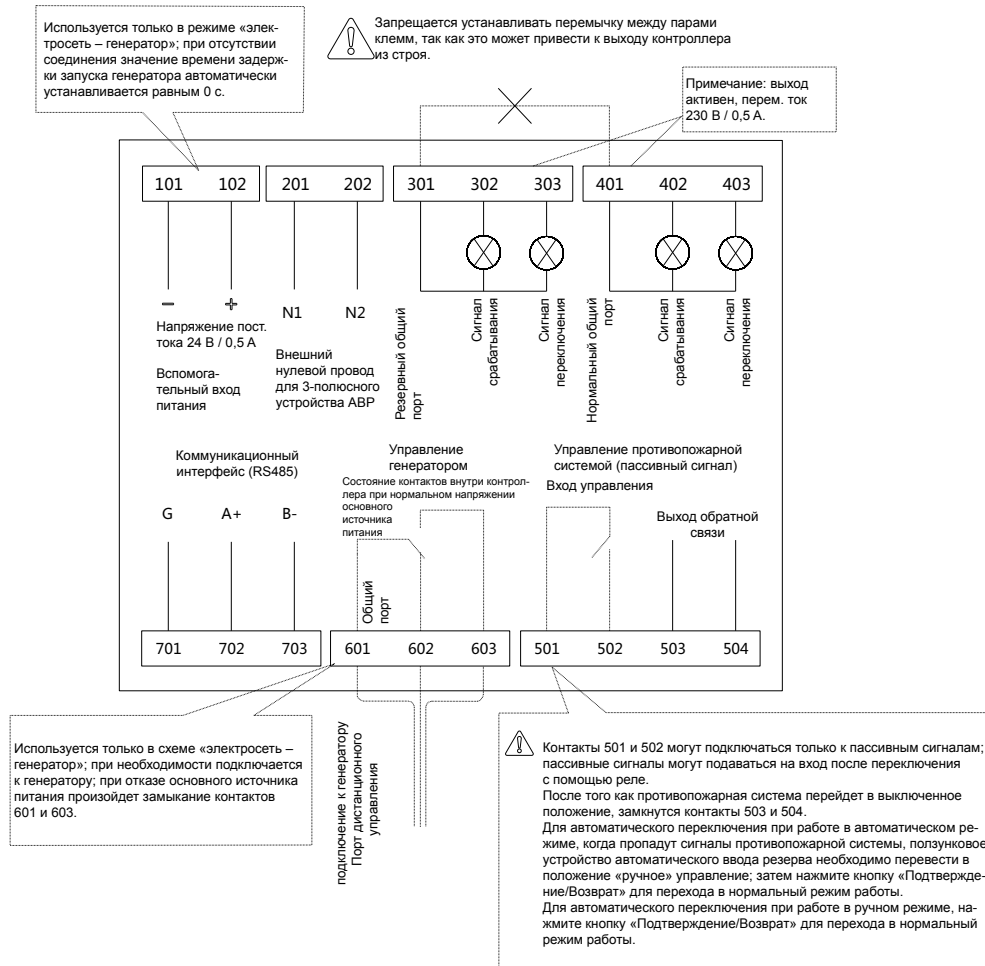 Используется только в режиме «элек-
тросеть – генератор»; при отсутствии
соединения значение времени задерж-
ки запуска генератора автоматически
устанавливается равным 0 с.
Запрещается устанавливать перемычку между парами
клемм, так как это может привести к выходу контроллера
из строя.
Примечание: выход
активен, перем. ток
230 В / 0,5 А.
101 102 201 202 301 302 303 401 402 403
– +
Напряжение пост.
тока 24 В / 0,5 А
Вспомога-
тельный вход
питания
N1 N2
Внешний
нулевой провод
для 3-полюсного
устройства АВР
Резервный общий
порт
Сигнал
срабатывания
Сигнал
переключения
Нормальный общий
порт
Сигнал
срабатывания
Сигнал
переключения
Коммуникационный
интерфейс (RS485)
G A+ B-
Управление
генератором
Состояние контактов внутри контрол-
лера при нормальном напряжении
основного
источника
питания
Общий
порт
Управление противопожарной
системой (пассивный сигнал)
Вход управления
Выход обратной
связи
701 702 703 601 602 603 501 502 503 504
Используется только в схеме «электросеть –
генератор»; при необходимости подключается
к генератору; при отказе основного источника
питания произойдет замыкание контактов
601 и 603.
подключение к генератору
Порт дистанционного
управления
Контакты 501 и 502 могут подключаться только к пассивным сигналам;
пассивные сигналы могут подаваться на вход после переключения
с помощью реле.
После того как противопожарная система перейдет в выключенное
положение, замкнутся контакты 503 и 504.
Для автоматического переключения при работе в автоматическом ре-
жиме, когда пропадут сигналы противопожарной системы, ползунковое
устройство автоматического ввода резерва необходимо перевести в
положение «ручное» управление; затем нажмите кнопку «Подтвержде-
ние/Возврат» для перехода в нормальный режим работы.
Для автоматического переключения при работе в ручном режиме, на-
жмите кнопку «Подтверждение/Возврат» для перехода в нормальный
режим работы.